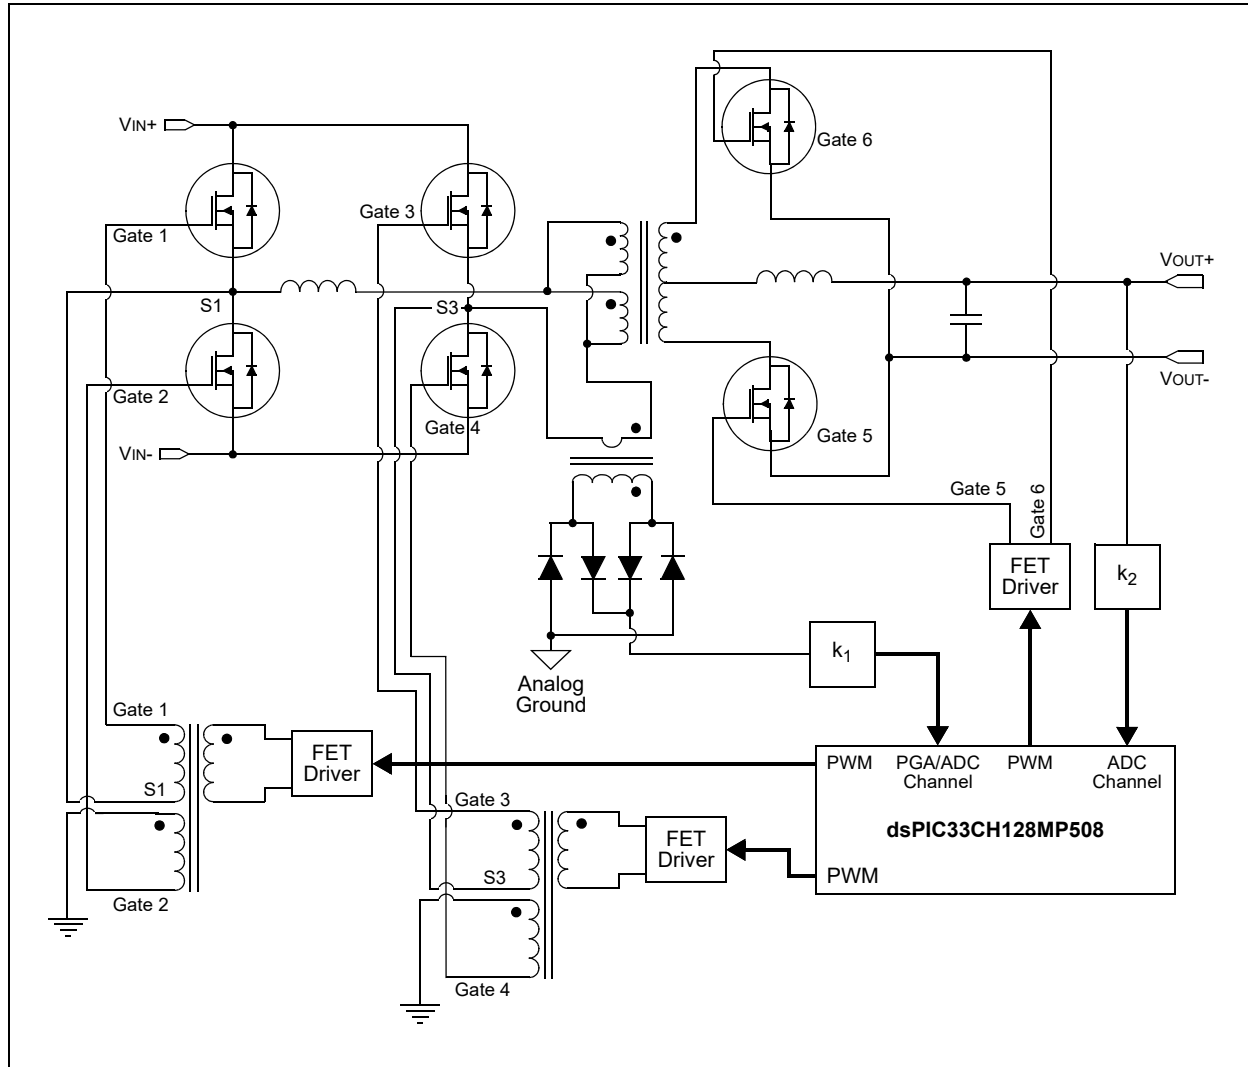 VIN+
Gate 6
Gate 3
Gate 1
VOUT+
S1
S3
VOUT-
Gate 2
Gate 4
Gate 5
VIN-
Gate 5
Gate 6
FET
Driver
k2
k1
Analog
Ground
Gate 1
FET
Driver
PWM
PGA/ADC
Channel
PWM
ADC
Channel
S1
Gate 3
dsPIC33CH128MP508
FET
Driver
S3
PWM
Gate 2
Gate 4